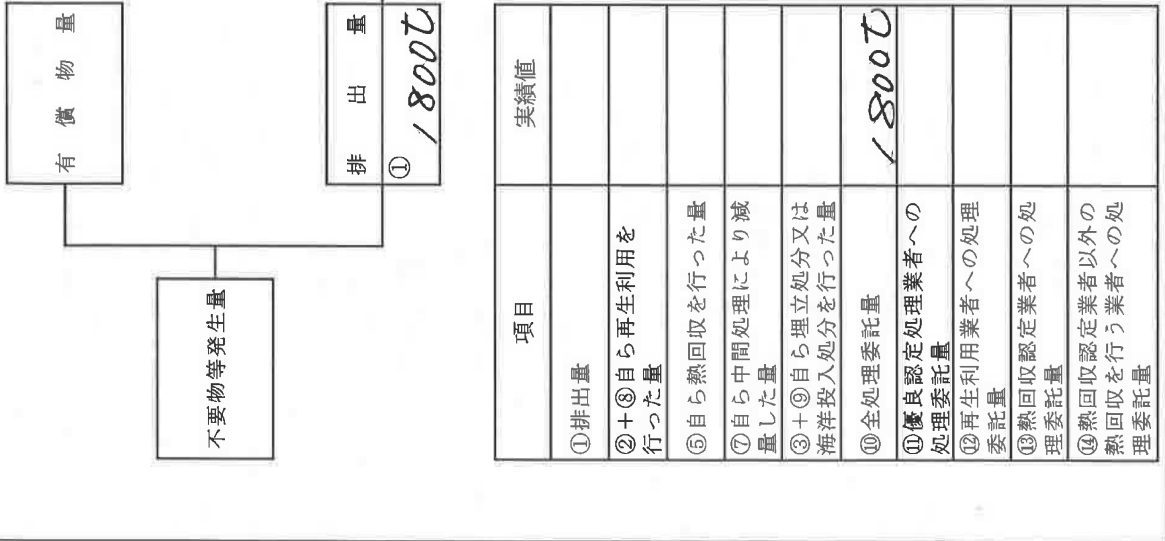 有償物量
不要物等発生量
排出量
①
1800t
項目
実績値
①排出量
②+⑧自ら再生利用を
行った量
⑤自ら熱回収を行った量
⑦自ら中間処理により減
量した量
③+⑨自ら埋立処分又は
海洋投入処分を行った量
⑩全処理委託量
1800t
⑪優良認定処理業者への
処理委託量
⑫再生利用業者への処理
委託量
⑬熱回収認定業者への処
理委託量
⑭熱回収認定業者以外の
熱回収を行う業者への処
理委託量